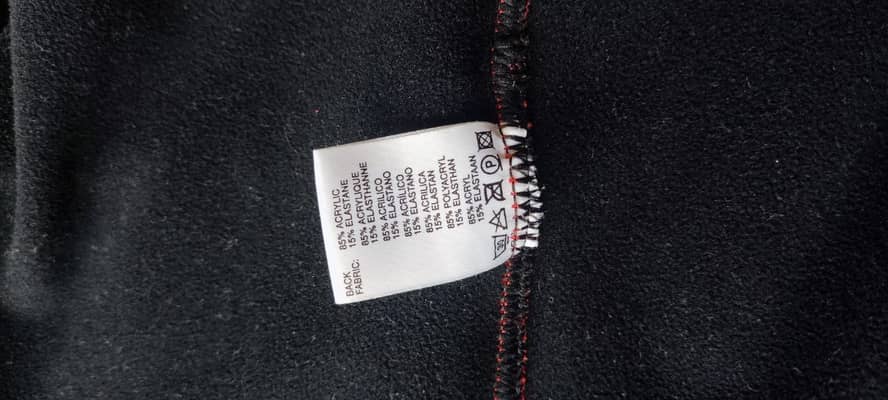 BACK
FABRIC:
85% ACRYLIC
15% ELASTANE
85% ACRYLIQUE
15% ELASTHANNE
85% ACRILICO
15% ELASTANO
85% ACRILICO
15% ELASTANO
85% ACRILICA
15% ELASTAN
85% POLYACRYL
15% ELASTHAN
85% ACRYL
15% ELASTAAN
30 P